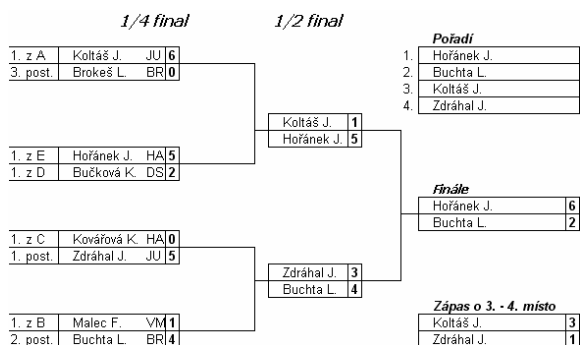 1/4 final
1/2 final
Pořadí
1. Hořánek J.
2. Buchta L.
3. Koltáš J.
4. Zdráhal J.
1. z A Koltáš J. JU 6
3. post. Brokeš L. BR 0
Koltáš J. 1
Hořánek J. 5
1. z E Hořánek J. HA 5
1. z D Bučková K. DS 2
Finále
Hořánek J. 6
Buchta L. 2
1. z C Kovářová K. HA 0
1. post. Zdráhal J. JU 5
Zdráhal J. 3
Buchta L. 4
1. z B Malec F. VM 1
2. post. Buchta L. BR 4
Zápas o 3. - 4. místo
Koltáš J. 3
Zdráhal J. 1